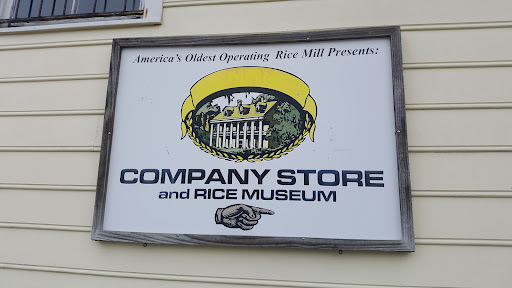 America's Oldest Operating Rice Mill Presents:
COMPANY STORE
and RICE MUSEUM